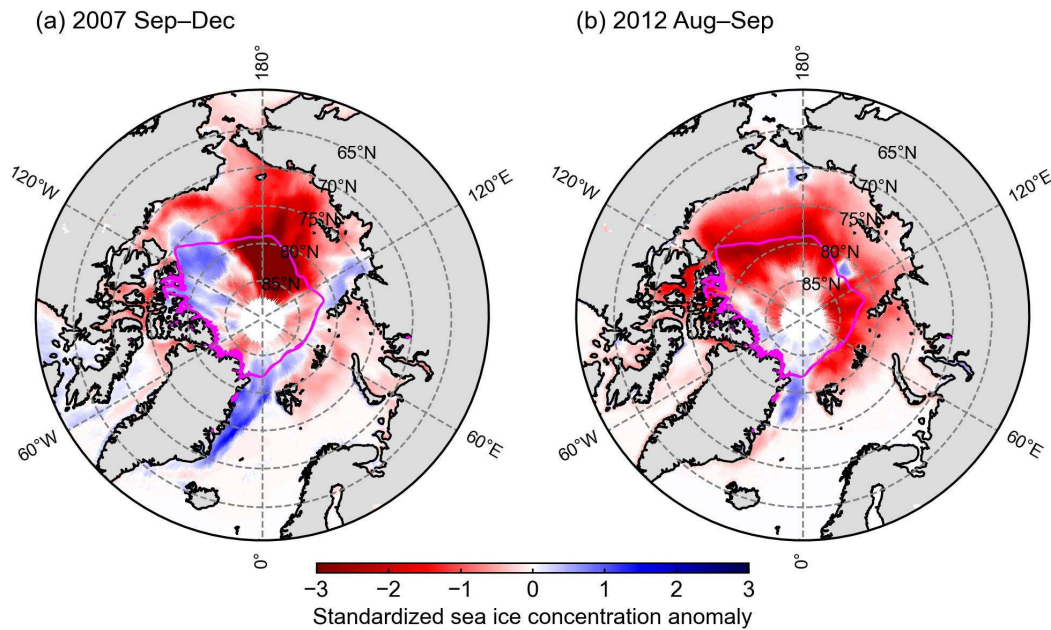 (a) 2007 Sep–Dec
(b) 2012 Aug–Sep
180°
180°
120°W
65°N
120°E
120°W
65°N
120°E
70°N
70°N
75°N
75°N
80°N
80°N
85°N
85°N
60°W
60°E
60°W
60°E
0°
0°
−3 −2 −1 0 1 2 3
Standardized sea ice concentration anomaly